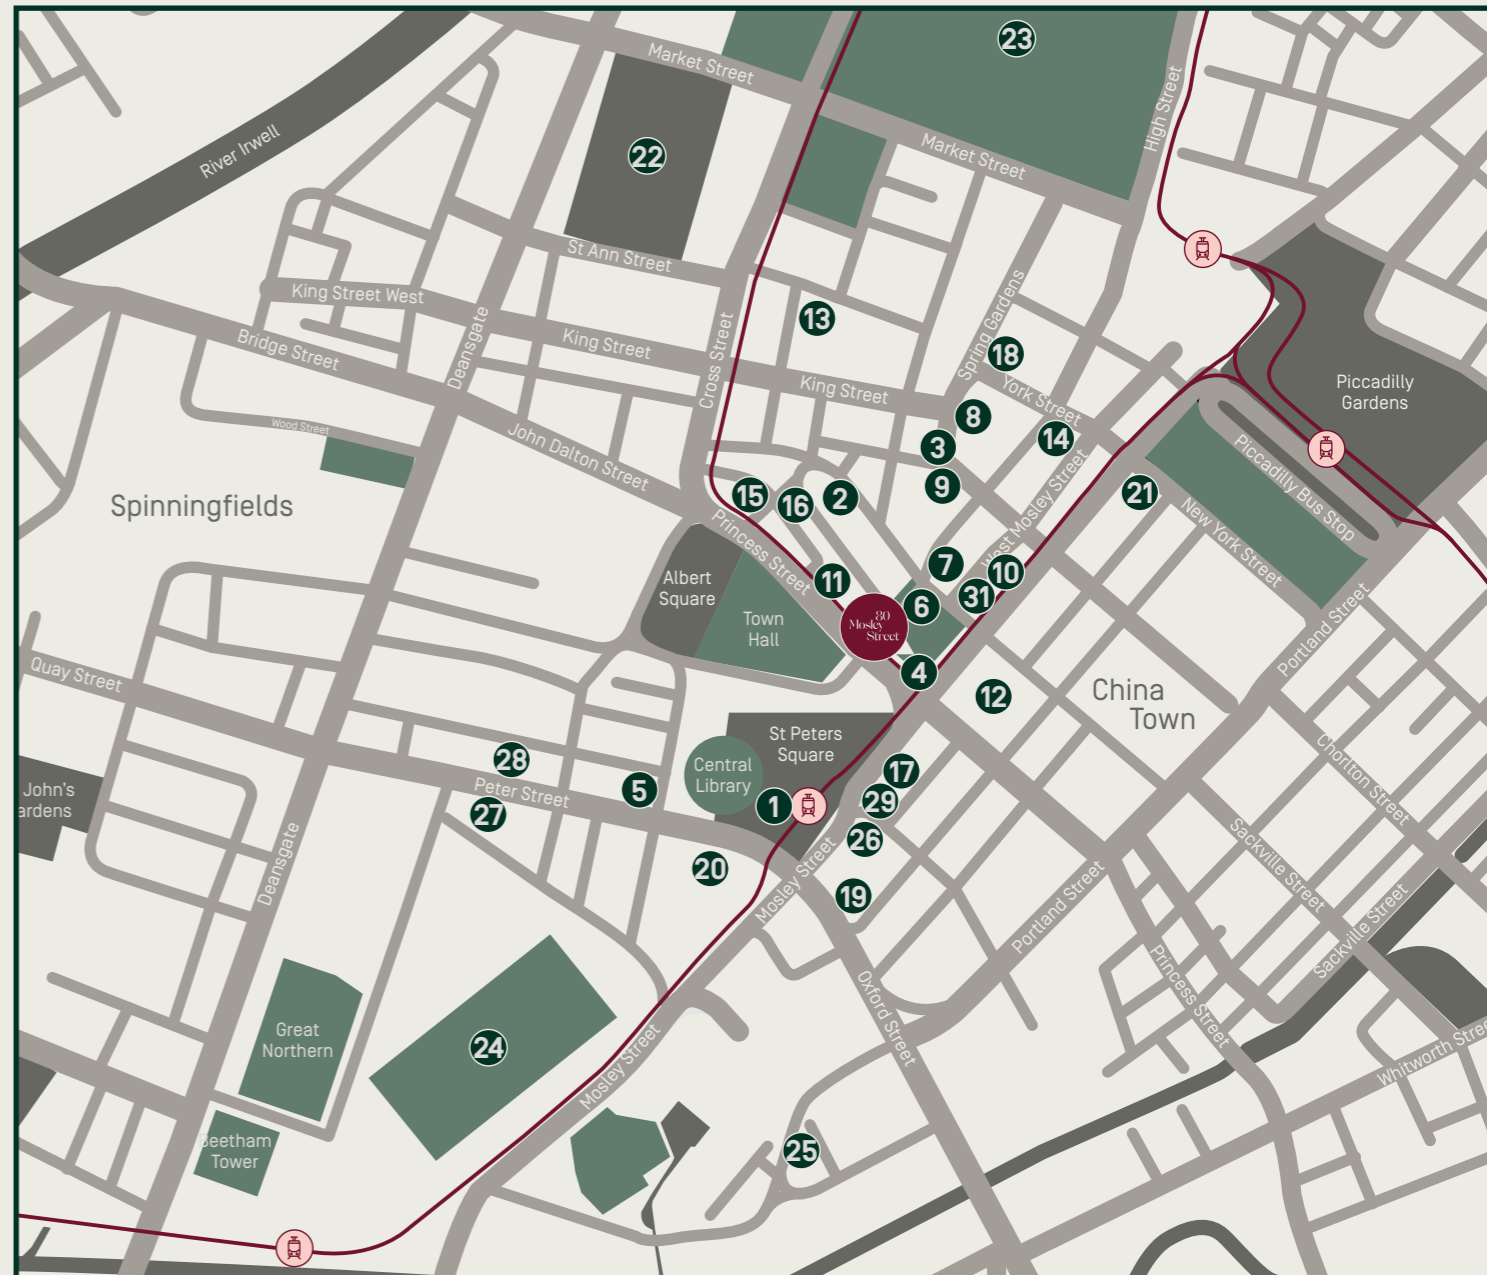 23
Market Street
High Street
River Irwell
22
Market Street
St Ann Street
King Street West
13
Spring Gardens
Bridge Street
Deansgate
King Street
Cross Street
18
King Street
York Street
Piccadilly
Gardens
8
Wood Street
John Dalton Street
3
14
Piccadilly Bus Stop
Spinningfields
15
16
2
9
West Mosley Street
21
New York Street
Princess Street
7
10
Albert
Square
11
31
6
Town
Hall
80
Mosley
Street
Portland Street
Quay Street
4
12
China
Town
St Peters
Square
28
Central
Library
17
Chorlton Street
John's
ardens
Peter Street
5
1
29
27
26
Sackville Street
Deansgate
20
Mosley Street
19
Portland Street
Sackville Street
Princess Street
Oxford Street
Great
Northern
24
Mosley Street
Whitworth Stree
Beetham
Tower
25